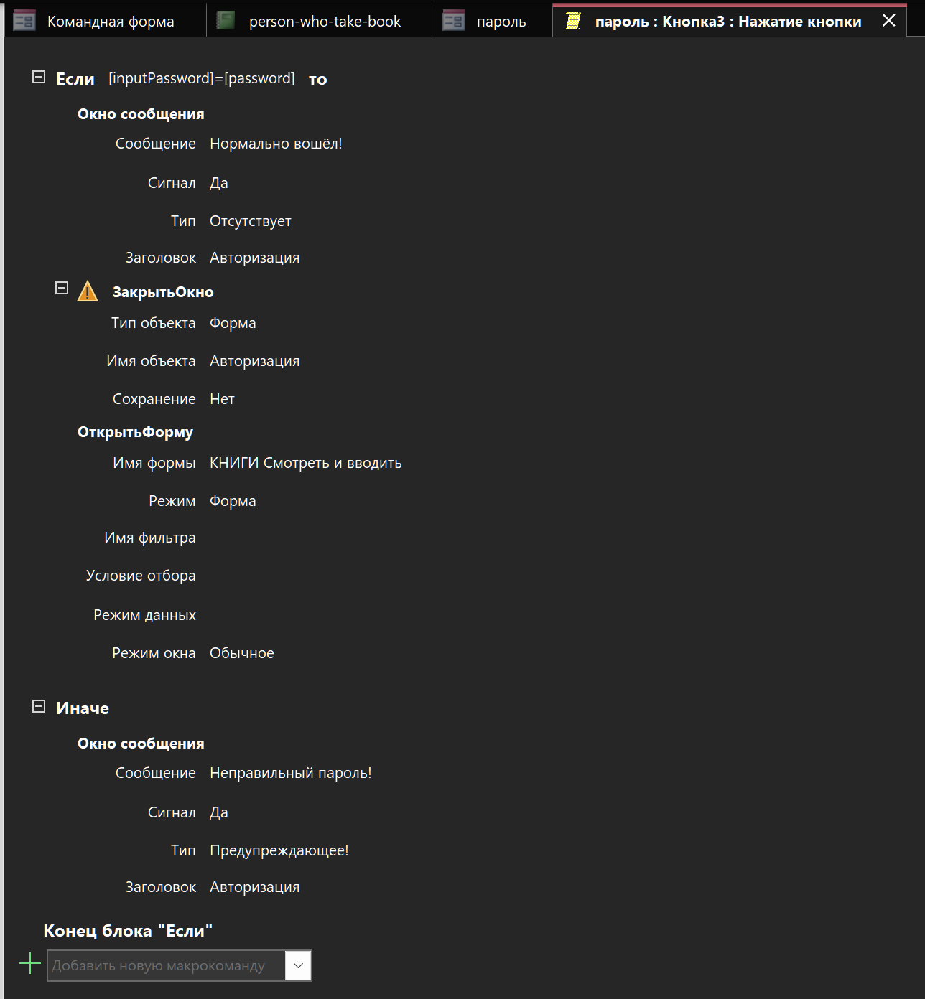 Командная форма person-who-take-book пароль пароль : Кнопка3 : Нажатие кнопки
Если [inputPassword]=[password] то
Окно сообщения
Сообщение Нормально вошёл!
Сигнал Да
Тип Отсутствует
Заголовок Авторизация
ЗакрытьОкно
Тип объекта Форма
Имя объекта Авторизация
Сохранение Нет
ОткрытьФорму
Имя формы КНИГИ Смотреть и вводить
Режим Форма
Имя фильтра
Условие отбора
Режим данных
Режим окна Обычное
Иначе
Окно сообщения
Сообщение Неправильный пароль!
Сигнал Да
Тип Предупреждающее!
Заголовок Авторизация
Конец блока "Если"
Добавить новую макрокоманду